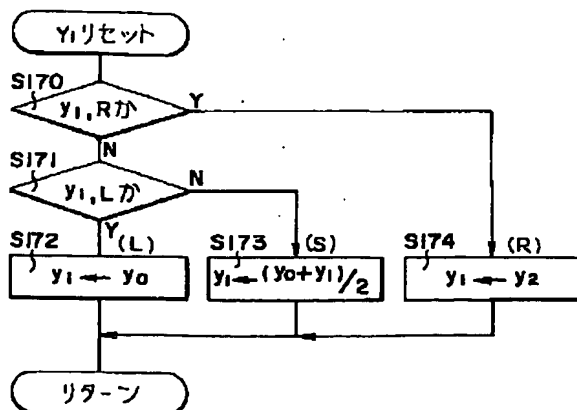 y₁リセット
S170
y₁,Rか
Y
N
S171
y₁,Lか
N
Y
S172
(L)
y₁ ← y₀
S173
(S)
y₁←(y₀+y₁)/2
S174
(R)
y₁ ← y₂
リターン